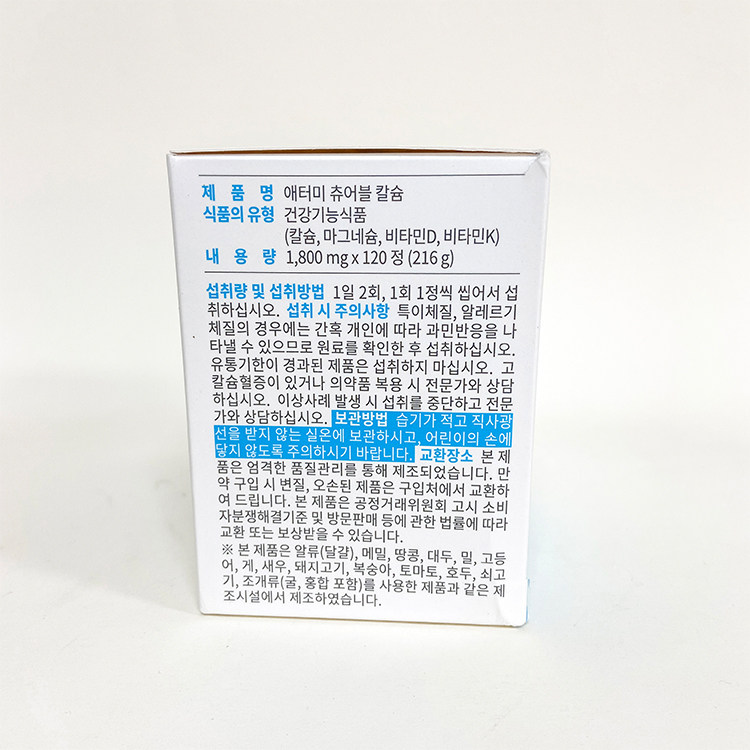 제 품 명 애터미 츄어블 칼슘
식품의 유형 건강기능식품
(칼슘, 마그네슘, 비타민D, 비타민K)
내 용 량 1,800 mg x 120 정 (216 g)
섭취량 및 섭취방법 1일 2회, 1회 1정씩 씹어서 섭
취하십시오. 섭취 시 주의사항 특이체질, 알레르기
체질의 경우에는 간혹 개인에 따라 과민반응을 나
타낼 수 있으므로 원료를 확인한 후 섭취하십시오.
유통기한이 경과된 제품은 섭취하지 마십시오. 고
칼슘혈증이 있거나 의약품 복용 시 전문가와 상담
하십시오. 이상사례 발생 시 섭취를 중단하고 전문
가와 상담하십시오. 보관방법 습기가 적고 직사광
선을 받지 않는 실온에 보관하시고, 어린이의 손에
닿지 않도록 주의하시기 바랍니다. 교환장소 본 제
품은 엄격한 품질관리를 통해 제조되었습니다. 만
약 구입 시 변질, 오손된 제품은 구입처에서 교환하
여 드립니다. 본 제품은 공정거래위원회 고시 소비
자분쟁해결기준 및 방문판매 등에 관한 법률에 따라
교환 또는 보상받을 수 있습니다.
※ 본 제품은 알류(달걀), 메밀, 땅콩, 대두, 밀, 고등
어, 게, 새우, 돼지고기, 복숭아, 토마토, 호두, 쇠고
기, 조개류(굴, 홍합 포함)를 사용한 제품과 같은 제
조시설에서 제조하였습니다.